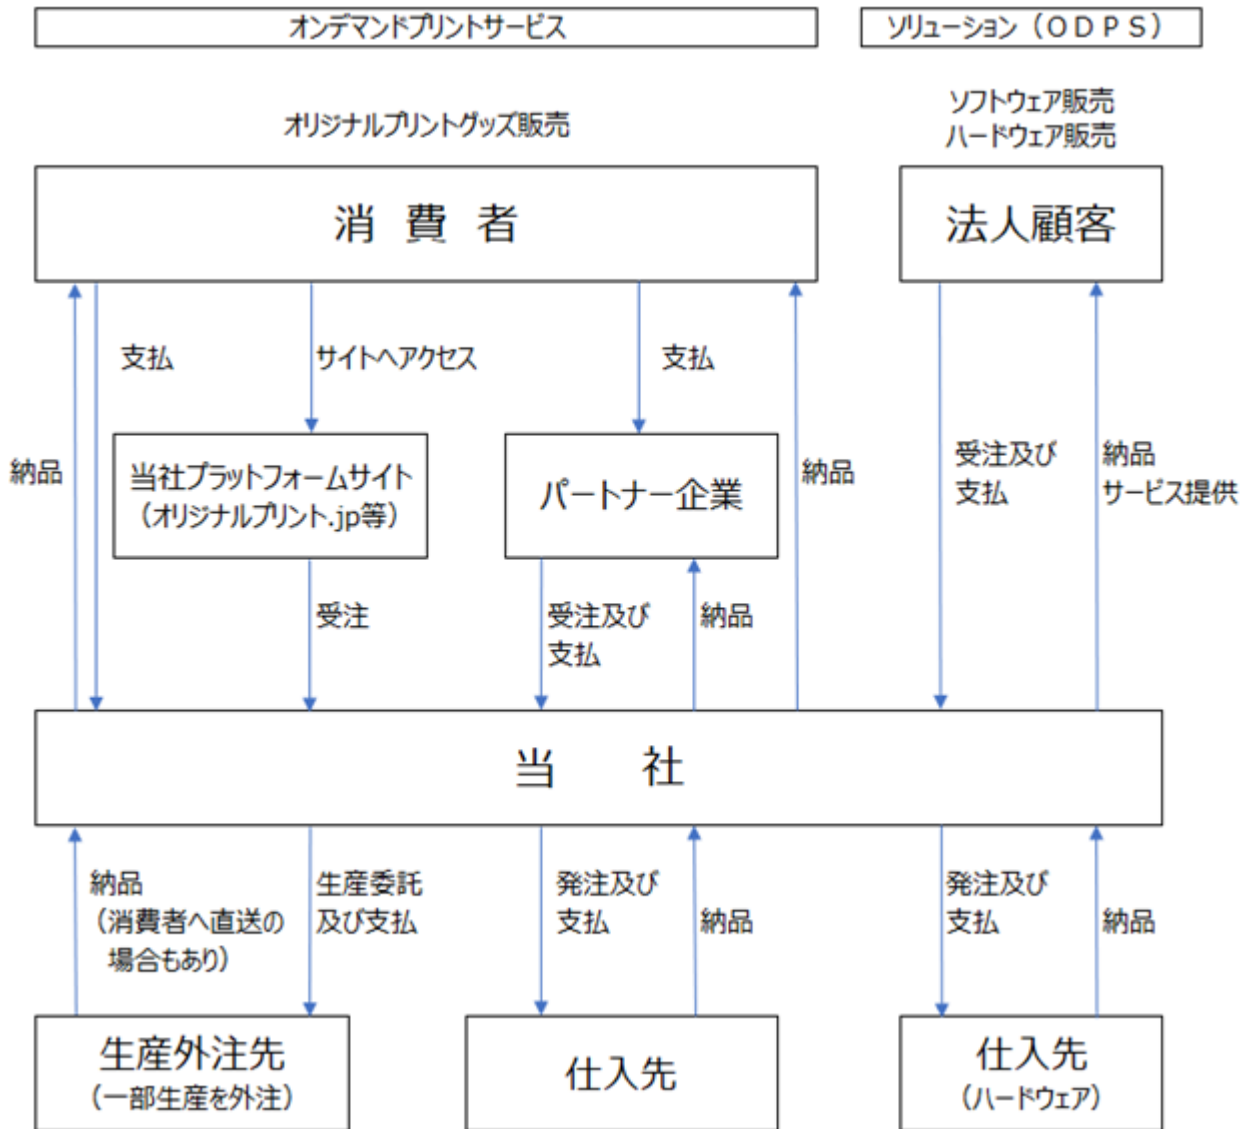 オンデマンドプリントサービス
ソリューション（ＯＤＰＳ）
オリジナルプリントグッズ販売
ソフトウェア販売
ハードウェア販売
消費者
法人顧客
支払
サイトへアクセス
支払
納品
当社プラットフォームサイト
（オリジナルプリント.jp等）
パートナー企業
納品
受注及び
支払
納品
サービス提供
受注
受注及び
支払
納品
当社
納品
（消費者へ直送の
場合もあり）
生産委託
及び支払
発注及び
支払
納品
発注及び
支払
納品
生産外注先
（一部生産を外注）
仕入先
仕入先
（ハードウェア）